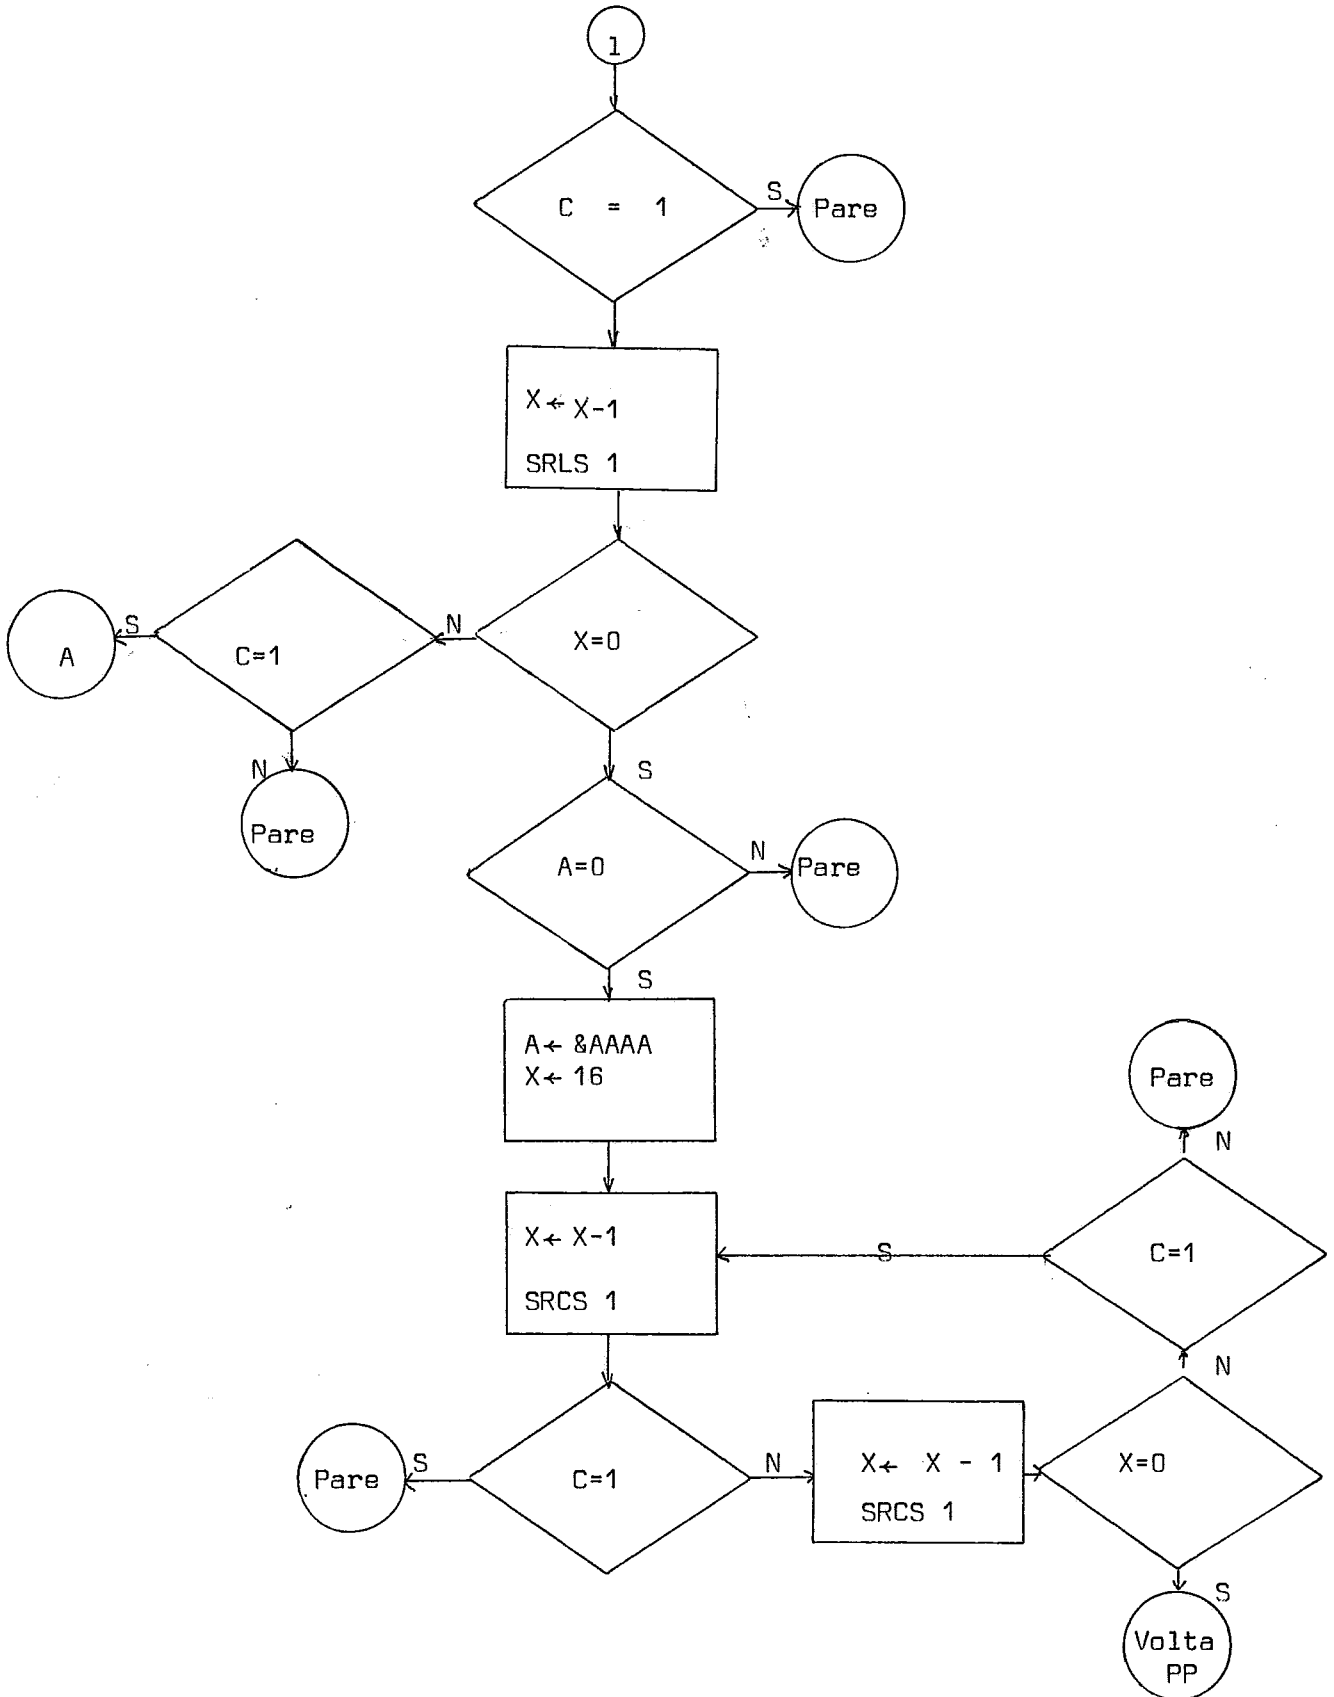 1
C = 1
S
Pare
X ← X-1
SRLS 1
A
S
C=1
N
X=0
N
Pare
S
A=0
N
Pare
S
A ← &AAAA
X ← 16
Pare
N
X ← X-1
SRCS 1
S
C=1
N
Pare
S
C=1
N
X ← X - 1
SRCS 1
X=0
S
Volta
PP